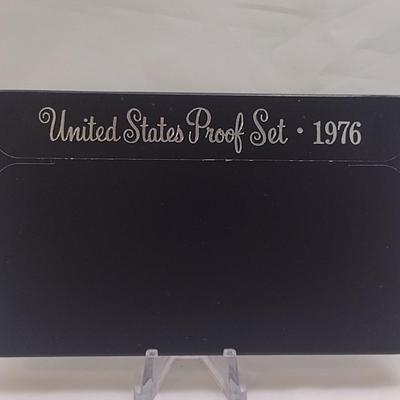 United States Proof Set · 1976